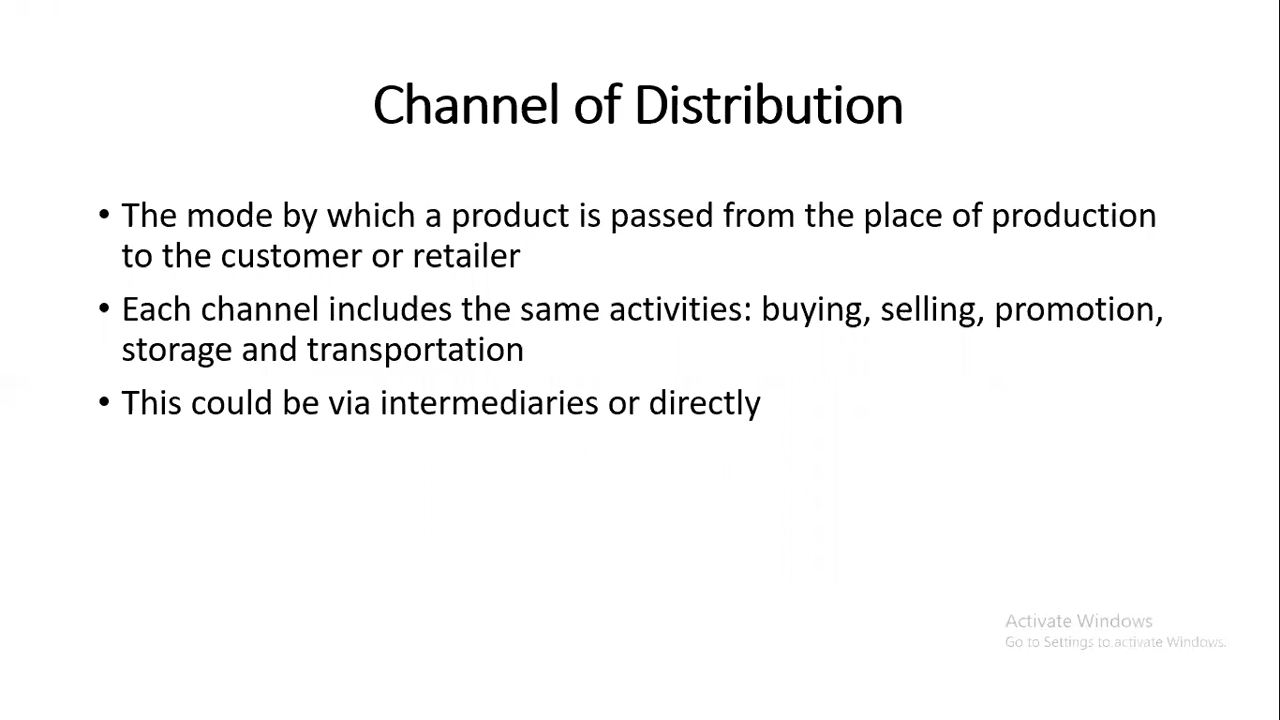 Channel of Distribution
• The mode by which a product is passed from the place of production
to the customer or retailer
• Each channel includes the same activities: buying, selling, promotion,
storage and transportation
• This could be via intermediaries or directly
Activate Windows
Go to Settings to activate Windows.